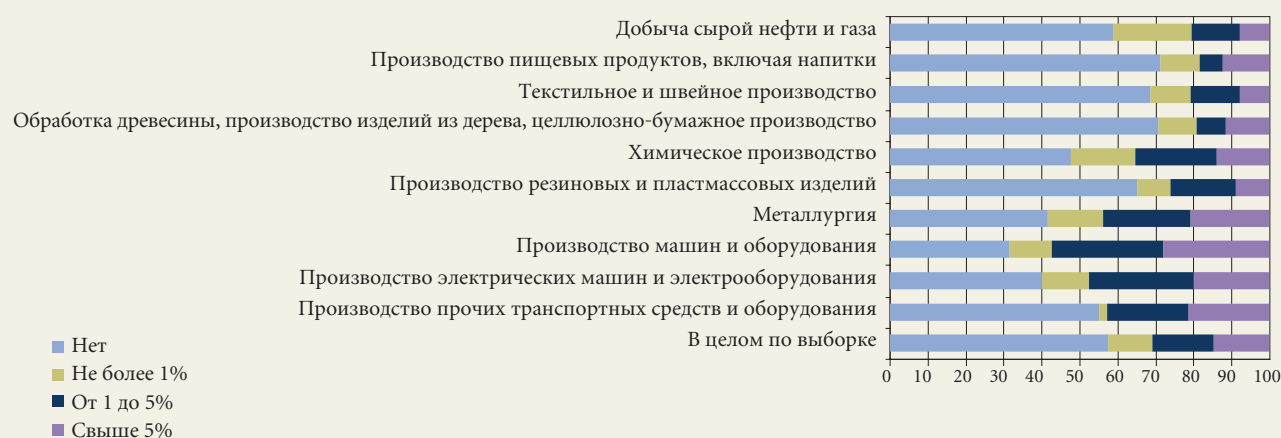 Добыча сырой нефти и газа
Производство пищевых продуктов, включая напитки
Текстильное и швейное производство
Обработка древесины, производство изделий из дерева, целлюлозно-бумажное производство
Химическое производство
Производство резиновых и пластмассовых изделий
Металлургия
Производство машин и оборудования
Производство электрических машин и электрооборудования
Производство прочих транспортных средств и оборудования
В целом по выборке
0 10 20 30 40 50 60 70 80 90 100
Нет
Не более 1%
От 1 до 5%
Свыше 5%